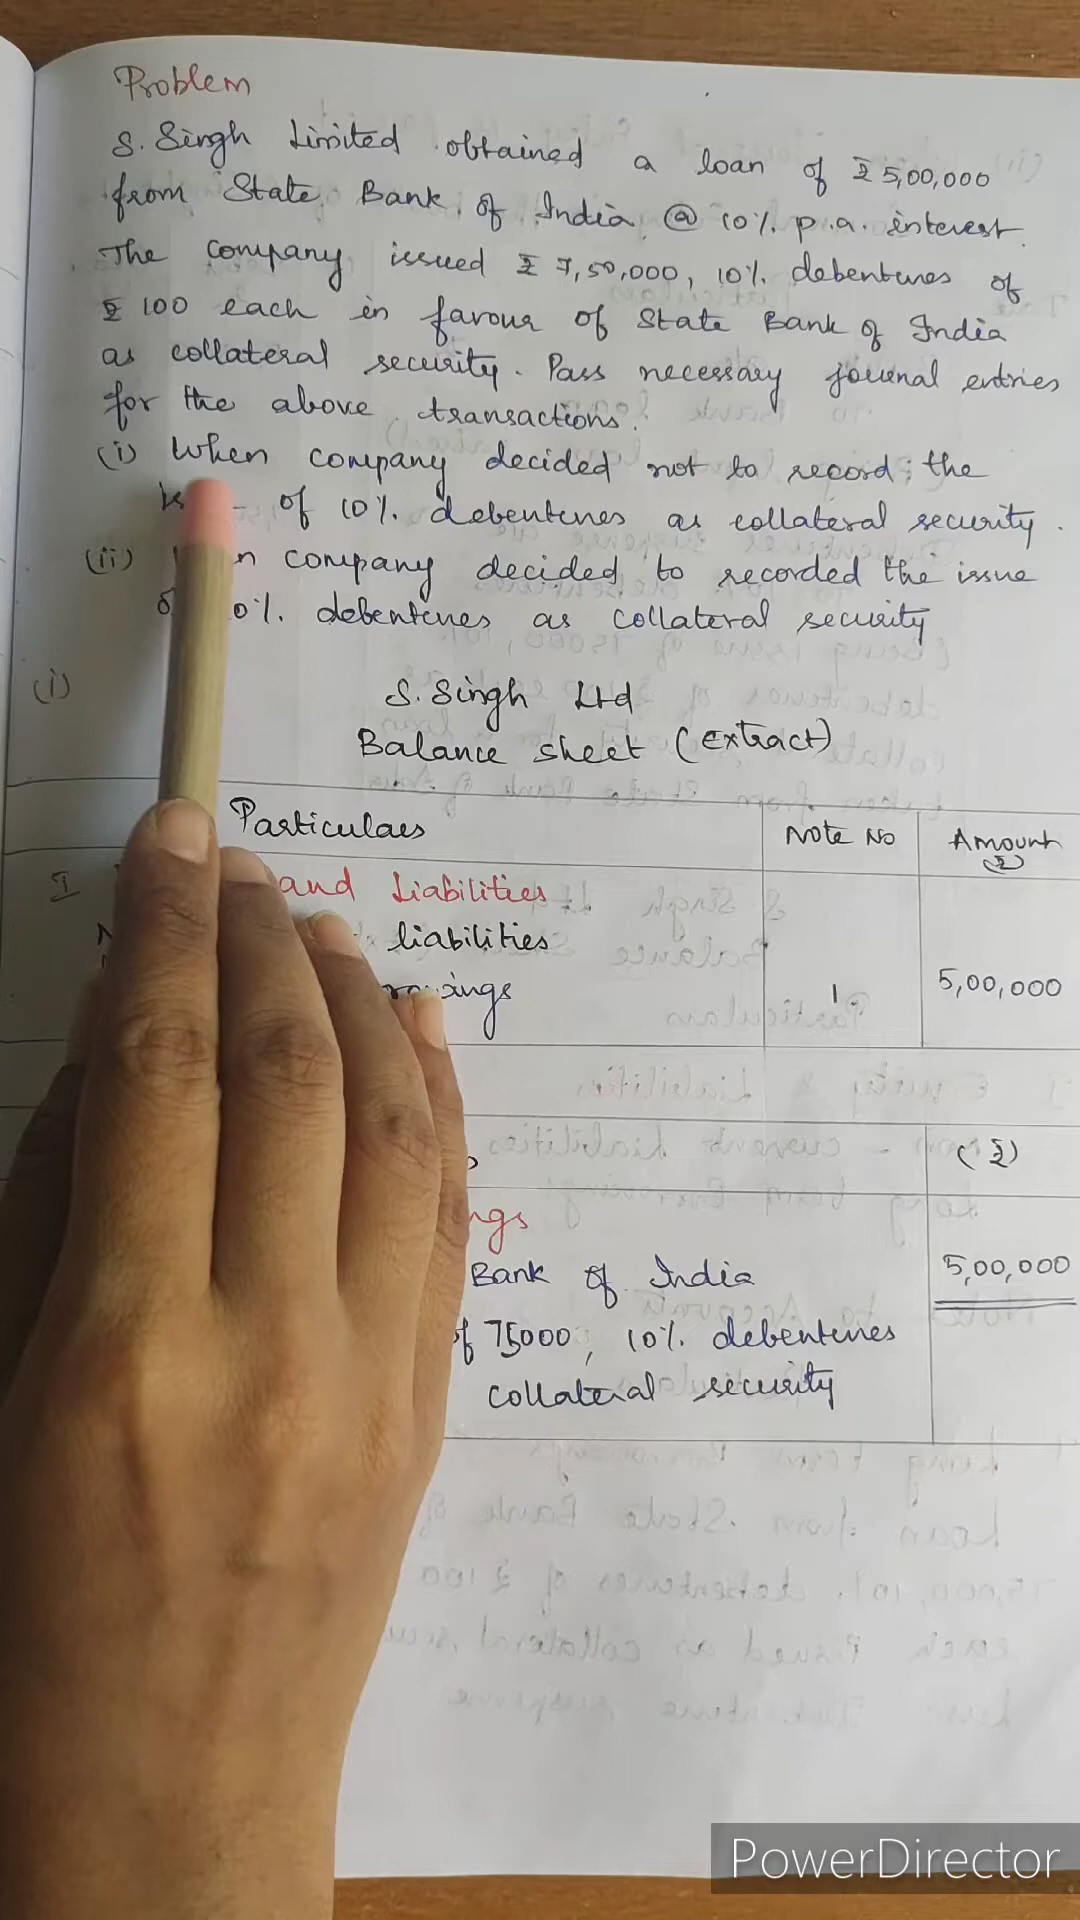 Problem
S. Singh Limited obtained a loan of ₹ 5,00,000
from State Bank of India @ 10% p.a. interest.
The company issued ₹ 7,50,000, 10% debentures of
₹ 100 each in favour of State Bank of India
as collateral security. Pass necessary journal entries
for the above transactions.
(i) When company decided not to record the
of 10% debentures as collateral security.
(ii) company decided to recorded the issue
debentures as collateral security
(i) S. Singh Ltd
Balance sheet (extract)
Particulars Note No Amount (₹)
I and Liabilities
liabilities
1. 5,00,000
(₹)
Bank of India 5,00,000
75000, 10% debentures
collateral security
PowerDirector